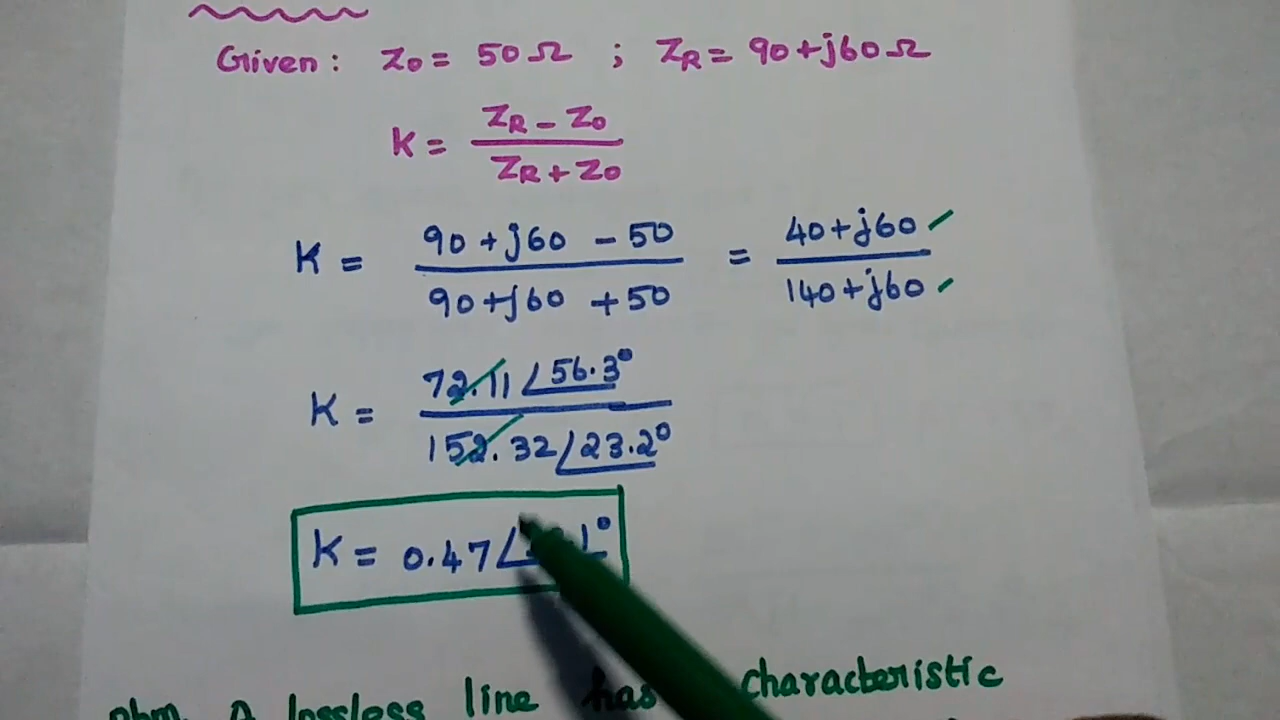 Given: Z0 = 50Ω ; ZR = 90+j60Ω
K = ZR - Z0 / ZR + Z0
K = 90 + j60 - 50 / 90 + j60 + 50 = 40+j60 / 140+j60
K = 72.11 ∠56.3° / 152.32 ∠23.2°
K = 0.47∠
A lossless line has characteristic